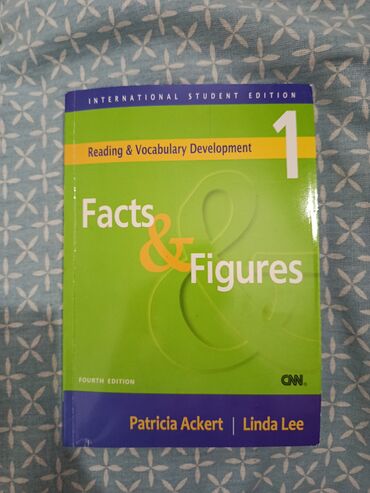 INTERNATIONAL STUDENT EDITION
Reading & Vocabulary Development
1
Facts
&
Figures
FOURTH EDITION
CNN®
Patricia Ackert | Linda Lee